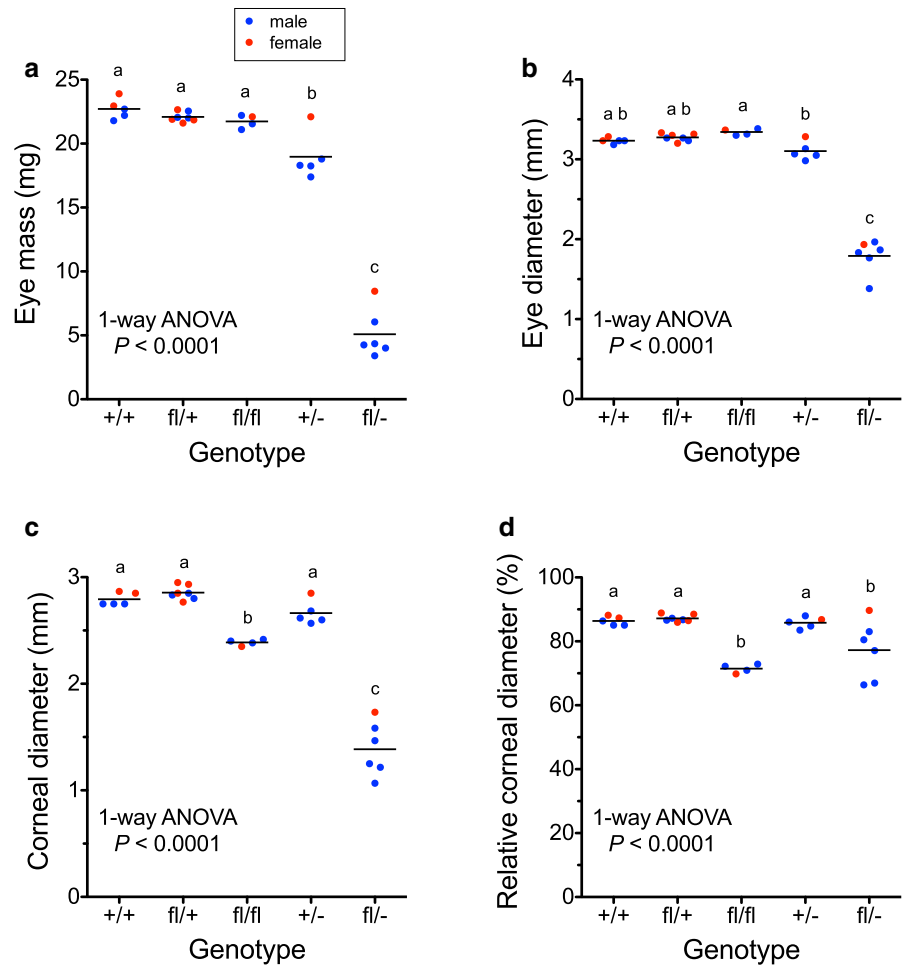 male
female
a
Eye mass (mg)
25
20
15
10
5
0
a
a
a
b
c
1-way ANOVA
P < 0.0001
+/+ fl/+ fl/fl +/- fl/-
Genotype
b
Eye diameter (mm)
4
3
2
1
0
a b
a b
a
b
c
1-way ANOVA
P < 0.0001
+/+ fl/+ fl/fl +/- fl/-
Genotype
c
Corneal diameter (mm)
3
2
1
0
a
a
b
a
c
1-way ANOVA
P < 0.0001
+/+ fl/+ fl/fl +/- fl/-
Genotype
d
Relative corneal diameter (%)
100
80
60
40
20
0
a
a
b
a
b
1-way ANOVA
P < 0.0001
+/+ fl/+ fl/fl +/- fl/-
Genotype